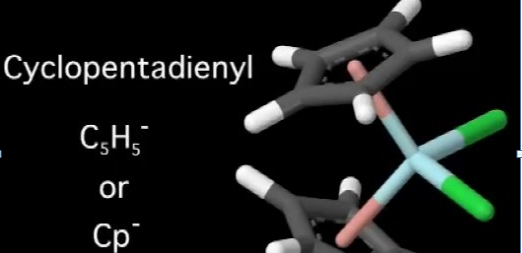 Cyclopentadienyl
C₅H₅⁻
or
Cp⁻